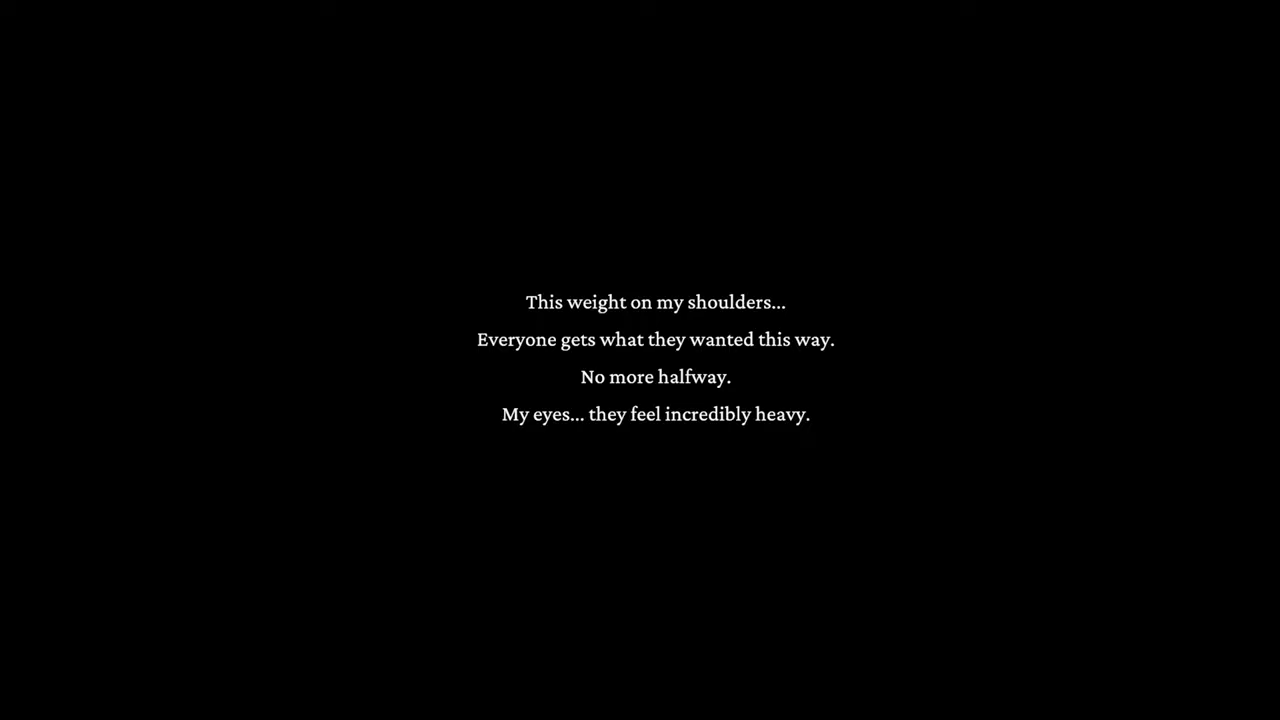 This weight on my shoulders...
Everyone gets what they wanted this way.
No more halfway.
My eyes... they feel incredibly heavy.